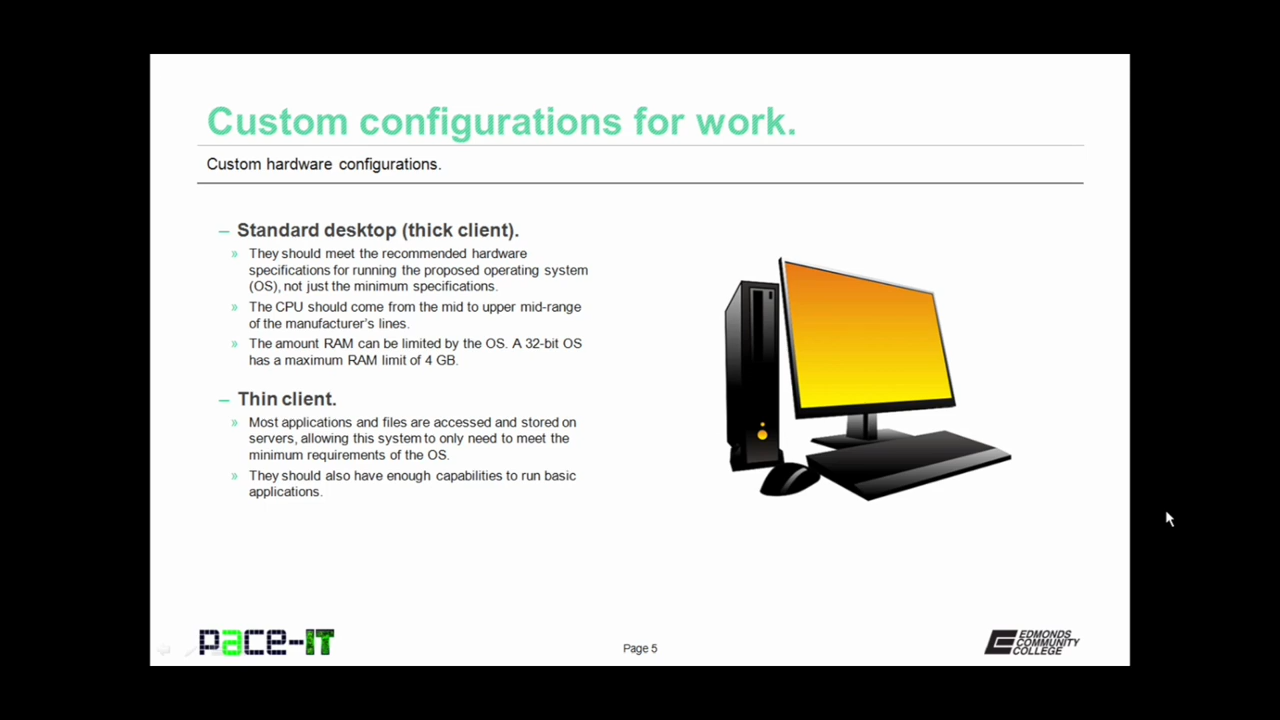 Custom configurations for work.
Custom hardware configurations.
– Standard desktop (thick client).
» They should meet the recommended hardware
specifications for running the proposed operating system
(OS), not just the minimum specifications.
» The CPU should come from the mid to upper mid-range
of the manufacturer's lines.
» The amount RAM can be limited by the OS. A 32-bit OS
has a maximum RAM limit of 4 GB.
– Thin client.
» Most applications and files are accessed and stored on
servers, allowing this system to only need to meet the
minimum requirements of the OS.
» They should also have enough capabilities to run basic
applications.
pace-IT
Page 5
EDMONDS
COMMUNITY
COLLEGE